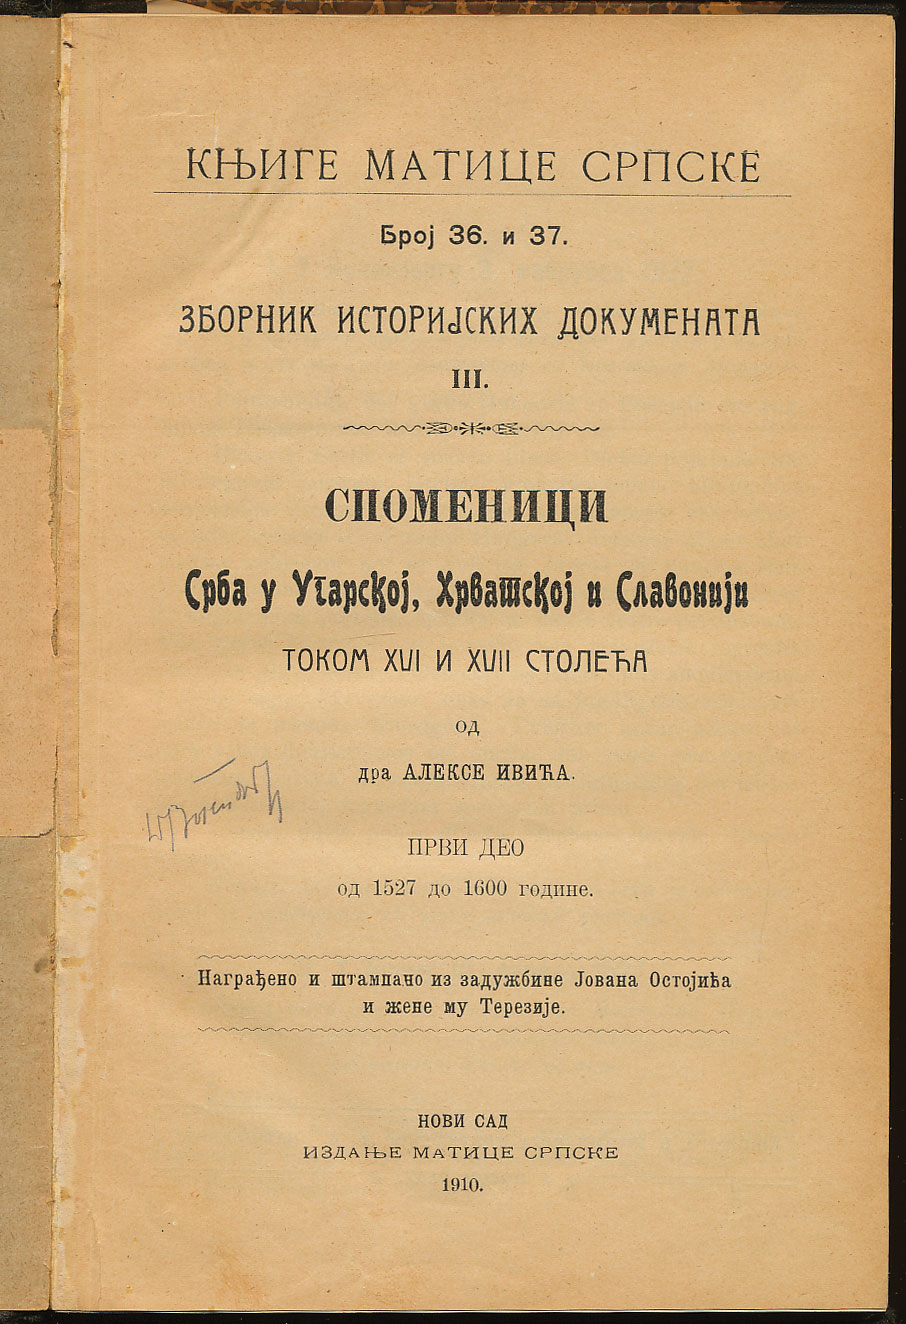 КЊИГЕ МАТИЦЕ СРПСКЕ
Број 36. и 37.
ЗБОРНИК ИСТОРИЈСКИХ ДОКУМЕНАТА
III.
СПОМЕНИЦИ
Срба у Угарској, Хрватској и Славонији
ТОКОМ XVI И XVII СТОЛЕЋА
ОД
дра АЛЕКСЕ ИВИЋА.
ПРВИ ДЕО
од 1527 до 1600 године.
Награђено и штампано из задужбине Јована Остојића
и жене му Терезије.
НОВИ САД
ИЗДАЊЕ МАТИЦЕ СРПСКЕ
1910.